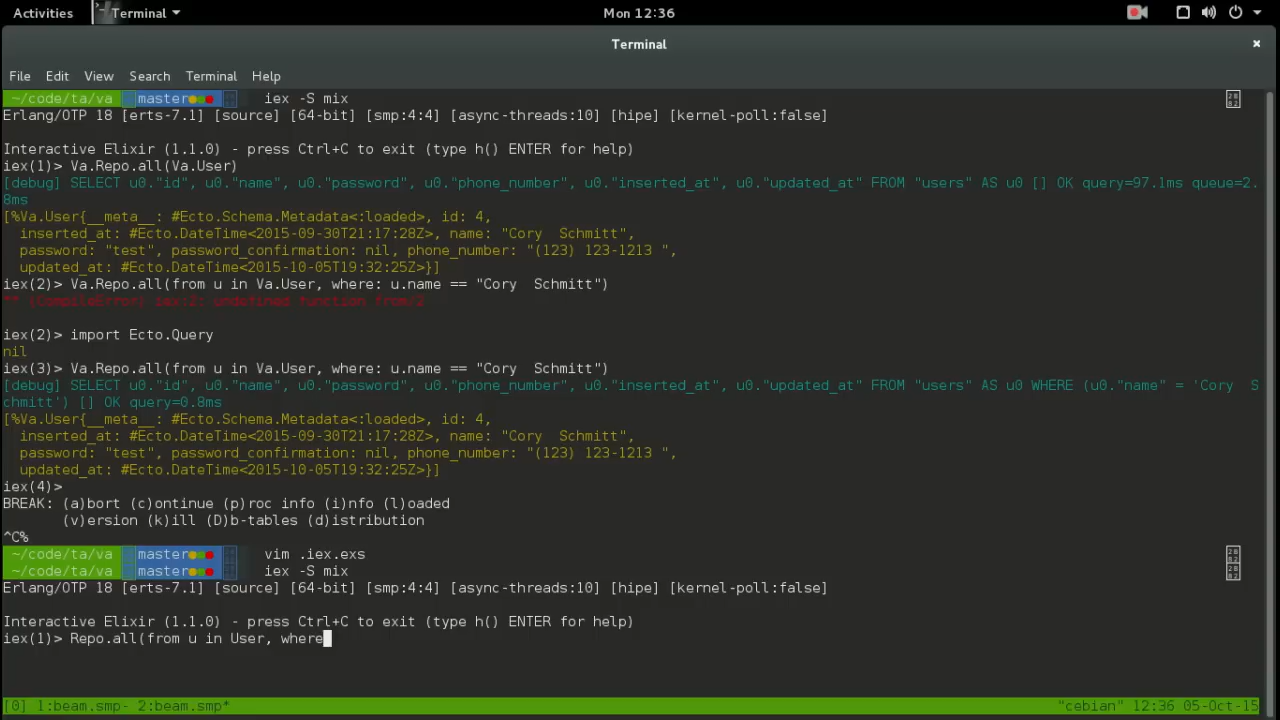 Activities Terminal Mon 12:36
Terminal ×
File Edit View Search Terminal Help
~/code/ta/va master iex -S mix
Erlang/OTP 18 [erts-7.1] [source] [64-bit] [smp:4:4] [async-threads:10] [hipe] [kernel-poll:false]
Interactive Elixir (1.1.0) - press Ctrl+C to exit (type h() ENTER for help)
iex(1)> Va.Repo.all(Va.User)
[debug] SELECT u0."id", u0."name", u0."password", u0."phone_number", u0."inserted_at", u0."updated_at" FROM "users" AS u0 [] OK query=97.1ms queue=2.
8ms
[%Va.User{__meta__: #Ecto.Schema.Metadata<:loaded>, id: 4,
  inserted_at: #Ecto.DateTime<2015-09-30T21:17:28Z>, name: "Cory  Schmitt",
  password: "test", password_confirmation: nil, phone_number: "(123) 123-1213 ",
  updated_at: #Ecto.DateTime<2015-10-05T19:32:25Z>}]
iex(2)> Va.Repo.all(from u in Va.User, where: u.name == "Cory  Schmitt")
** (CompileError) iex:2: undefined function from/2
iex(2)> import Ecto.Query
nil
iex(3)> Va.Repo.all(from u in Va.User, where: u.name == "Cory  Schmitt")
[debug] SELECT u0."id", u0."name", u0."password", u0."phone_number", u0."inserted_at", u0."updated_at" FROM "users" AS u0 WHERE (u0."name" = 'Cory  S
chmitt') [] OK query=0.8ms
[%Va.User{__meta__: #Ecto.Schema.Metadata<:loaded>, id: 4,
  inserted_at: #Ecto.DateTime<2015-09-30T21:17:28Z>, name: "Cory  Schmitt",
  password: "test", password_confirmation: nil, phone_number: "(123) 123-1213 ",
  updated_at: #Ecto.DateTime<2015-10-05T19:32:25Z>}]
iex(4)>
BREAK: (a)bort (c)ontinue (p)roc info (i)nfo (l)oaded
       (v)ersion (k)ill (D)b-tables (d)istribution
^C%
~/code/ta/va master vim .iex.exs
~/code/ta/va master iex -S mix
Erlang/OTP 18 [erts-7.1] [source] [64-bit] [smp:4:4] [async-threads:10] [hipe] [kernel-poll:false]
Interactive Elixir (1.1.0) - press Ctrl+C to exit (type h() ENTER for help)
iex(1)> Repo.all(from u in User, where
[0] 1:beam.smp- 2:beam.smp* "cebian" 12:36 05-Oct-15